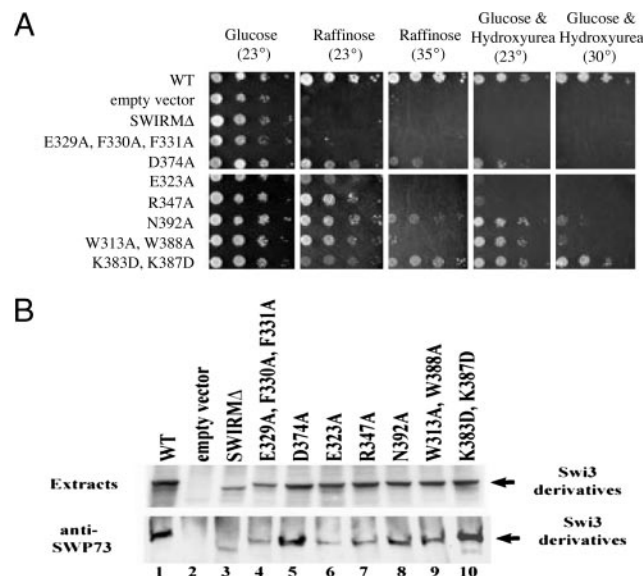 A
Glucose
(23°)
Raffinose
(23°)
Raffinose
(35°)
Glucose &
Hydroxyurea
(23°)
Glucose &
Hydroxyurea
(30°)
WT
empty vector
SWIRMΔ
E329A, F330A, F331A
D374A
E323A
R347A
N392A
W313A, W388A
K383D, K387D
B
WT
empty vector
SWIRMΔ
E329A, F330A, F331A
D374A
E323A
R347A
N392A
W313A, W388A
K383D, K387D
Extracts
Swi3
derivatives
anti-
SWP73
Swi3
derivatives
1 2 3 4 5 6 7 8 9 10